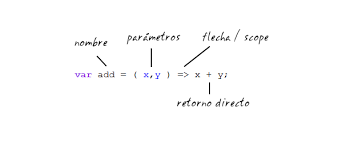 nombre
parámetros
flecha / scope
var add = ( x,y ) => x + y;
retorno directo